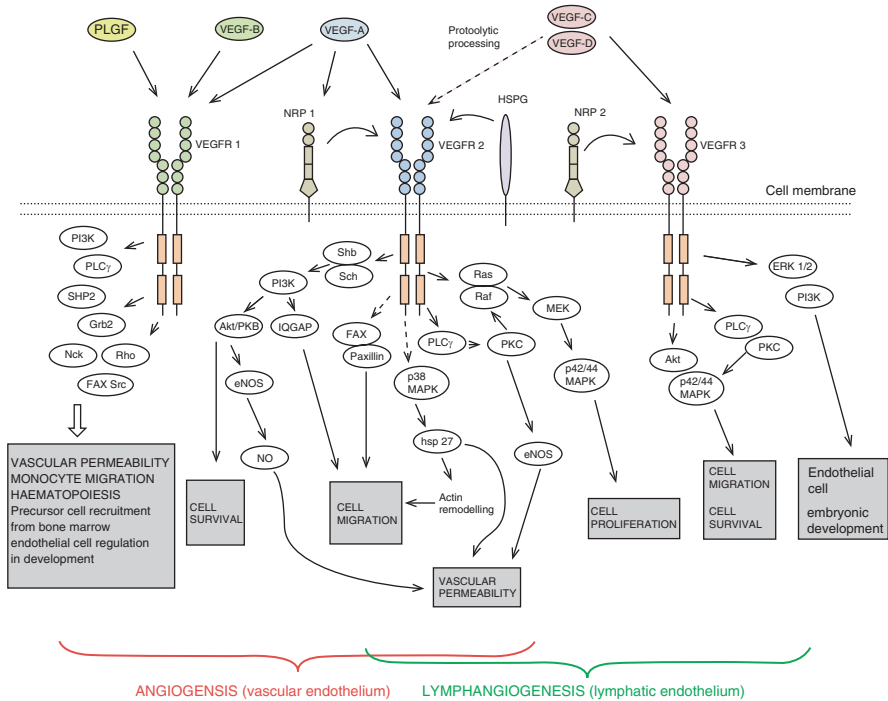 PLGF
VEGF-B
VEGF-A
Protoolytic
processing
VEGF-C
VEGF-D
NRP 1
HSPG
NRP 2
VEGFR 1
VEGFR 2
VEGFR 3
Cell membrane
PI3K
PLCγ
SHP2
Grb2
Nck
Rho
FAX Src
VASCULAR PERMEABILITY
MONOCYTE MIGRATION
HAEMATOPOIESIS
Precursor cell recruitment
from bone marrow
endothelial cell regulation
in development
Shb
Sch
PI3K
Akt/PKB
IQGAP
eNOS
NO
CELL
SURVIVAL
FAX
Paxillin
p38
MAPK
hsp 27
Actin
remodelling
CELL
MIGRATION
PLCγ
PKC
Ras
Raf
MEK
p42/44
MAPK
eNOS
VASCULAR
PERMEABILITY
CELL
PROLIFERATION
ERK 1/2
PI3K
PLCγ
PKC
Akt
p42/44
MAPK
CELL
MIGRATION
CELL
SURVIVAL
Endothelial
cell
embryonic
development
ANGIOGENSIS (vascular endothelium)
LYMPHANGIOGENESIS (lymphatic endothelium)